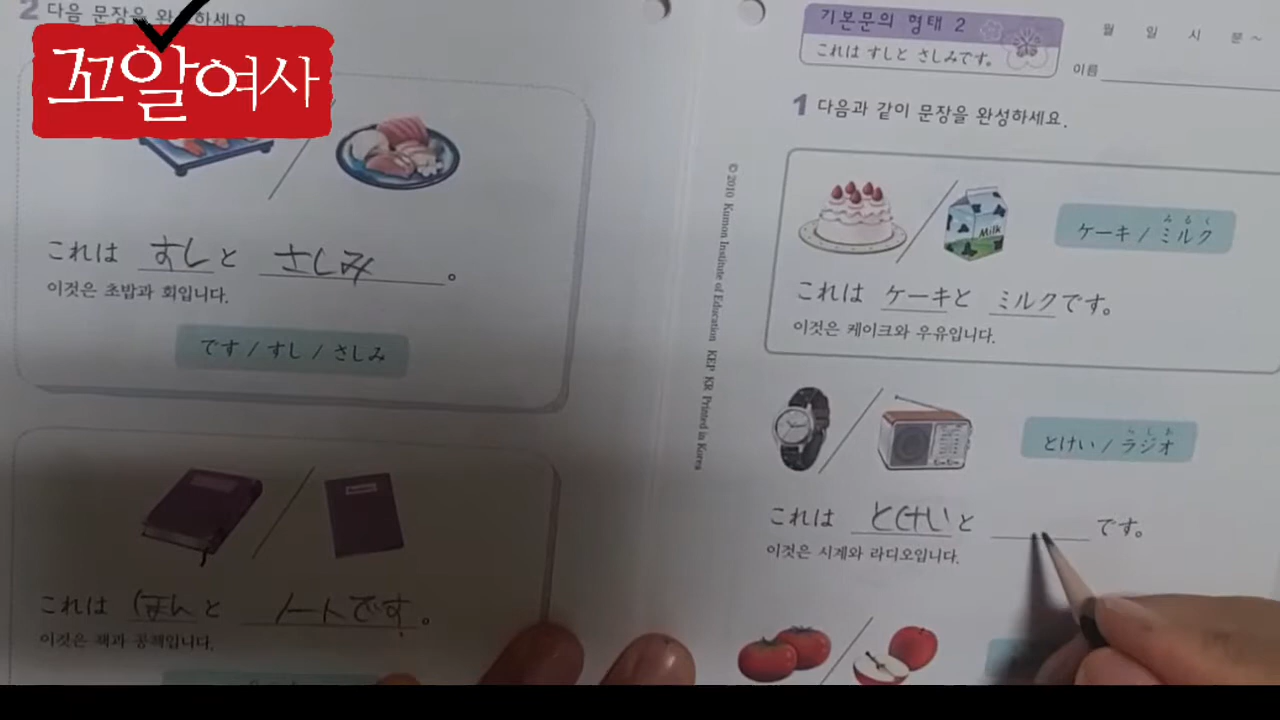 2 다음 문장을 완성하세요
꼬알여사
これは すしと さしみ 。
이것은 초밥과 회입니다.
です / すし / さしみ
これは ほんと ノートです 。
이것은 책과 공책입니다.
© 2010 Kumon Institute of Education KEP KR Printed in Korea
기본문의 형태 2
これは すしと さしみです。
월 일 시 분~
이름
1 다음과 같이 문장을 완성하세요.
Milk
みるく
ケーキ / ミルク
これは ケーキと ミルクです。
이것은 케이크와 우유입니다.
らじお
とけい / ラジオ
これは とけいと です。
이것은 시계와 라디오입니다.